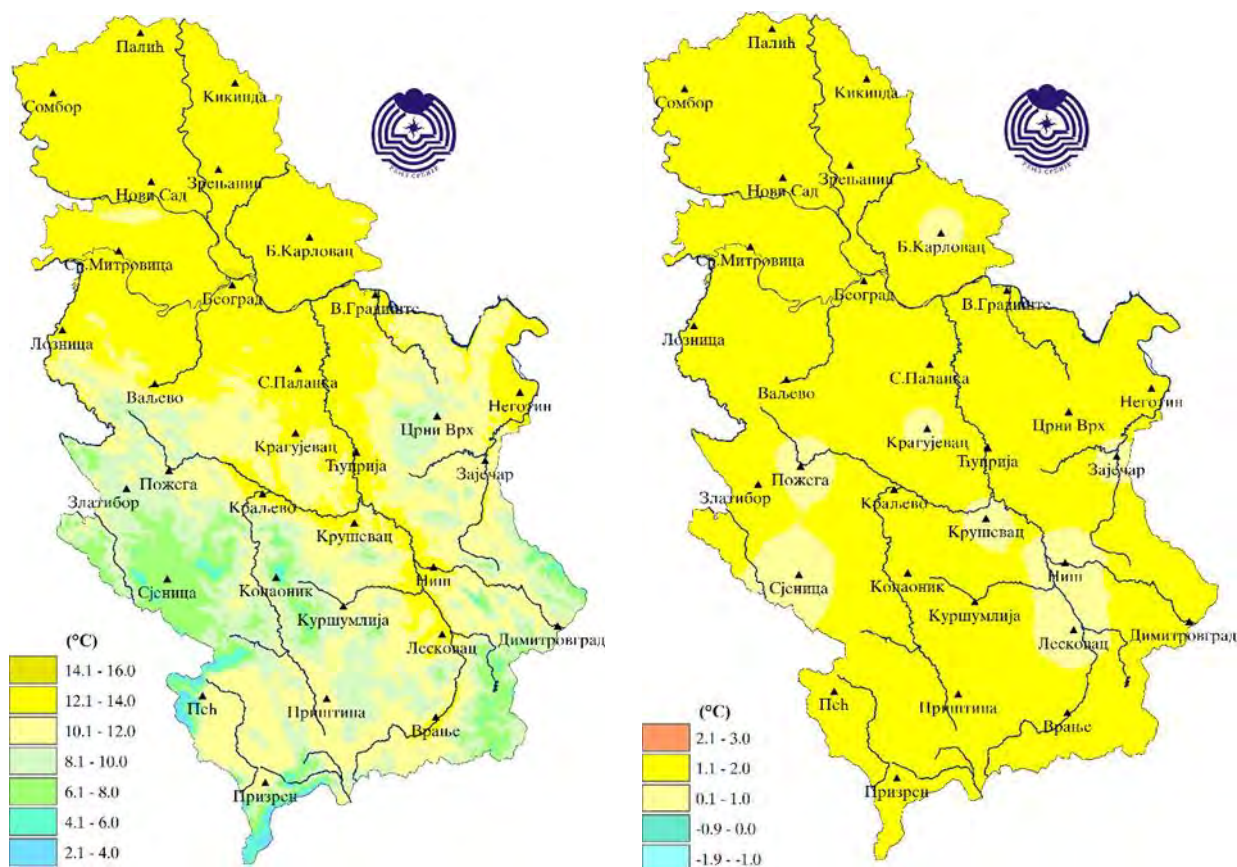 Палић
Кикинда
Сомбор
Зрењанин
Нови Сад
Б.Карловац
Ср.Митровица
Београд
В.Градиште
Лозница
С.Паланка
Ваљево
Неготин
Црни Врх
Крагујевац
Ћуприја
Зајечар
Пожега
Златибор
Краљево
Крушевац
Ниш
Сјеница
Копаоник
Куршумлија
Димитровград
Лесковац
Пећ
Приштина
Врање
Призрен
(°C)
14.1 - 16.0
12.1 - 14.0
10.1 - 12.0
8.1 - 10.0
6.1 - 8.0
4.1 - 6.0
2.1 - 4.0
Палић
Кикинда
Сомбор
Зрењанин
Нови Сад
Б.Карловац
Ср.Митровица
Београд
В.Градиште
Лозница
С.Паланка
Ваљево
Неготин
Црни Врх
Крагујевац
Ћуприја
Зајечар
Пожега
Златибор
Краљево
Крушевац
Ниш
Сјеница
Копаоник
Куршумлија
Димитровград
Лесковац
Пећ
Приштина
Врање
Призрен
(°C)
2.1 - 3.0
1.1 - 2.0
0.1 - 1.0
-0.9 - 0.0
-1.9 - -1.0